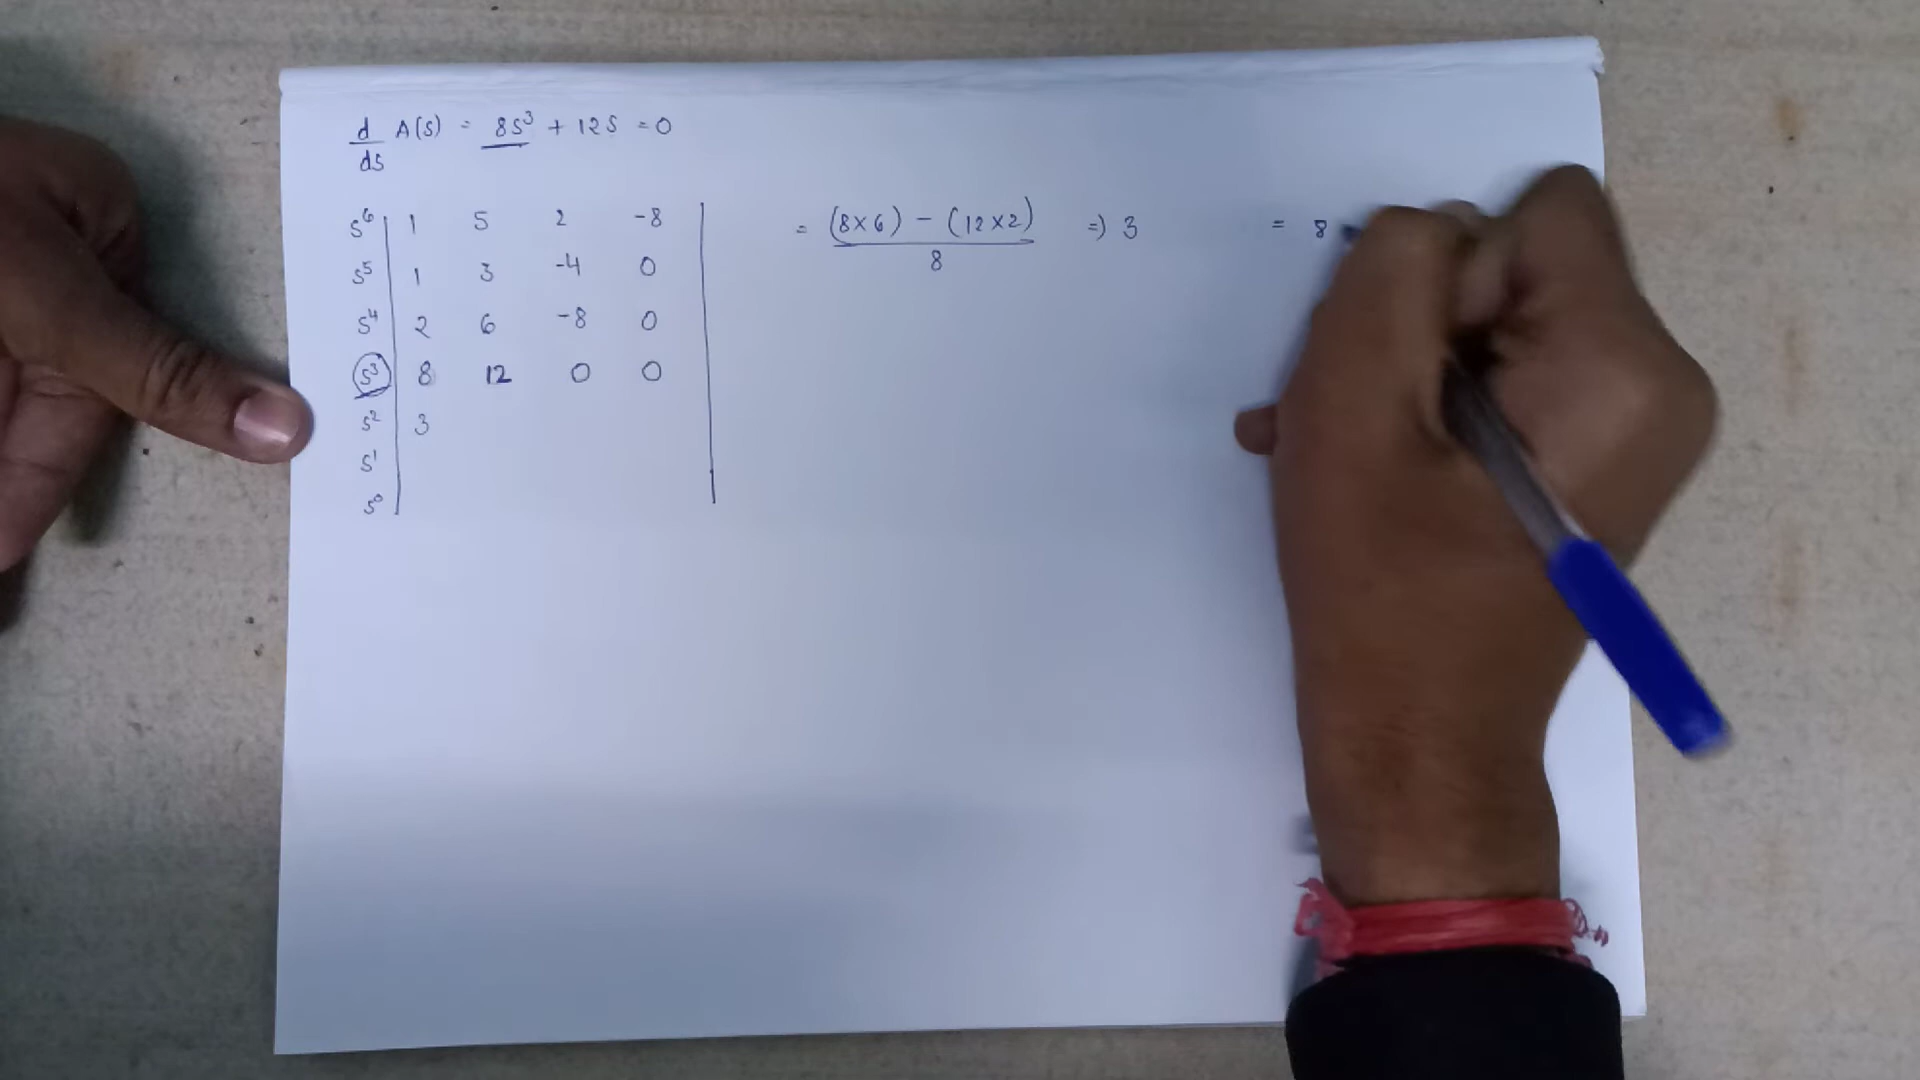 d/ds A(s) = 8s³ + 12s = 0
s⁶ 1 5 2 -8
s⁵ 1 3 -4 0
s⁴ 2 6 -8 0
s³ 8 12 0 0
s² 3
s¹
s⁰
= (8×6) - (12×2) / 8 => 3
= 8